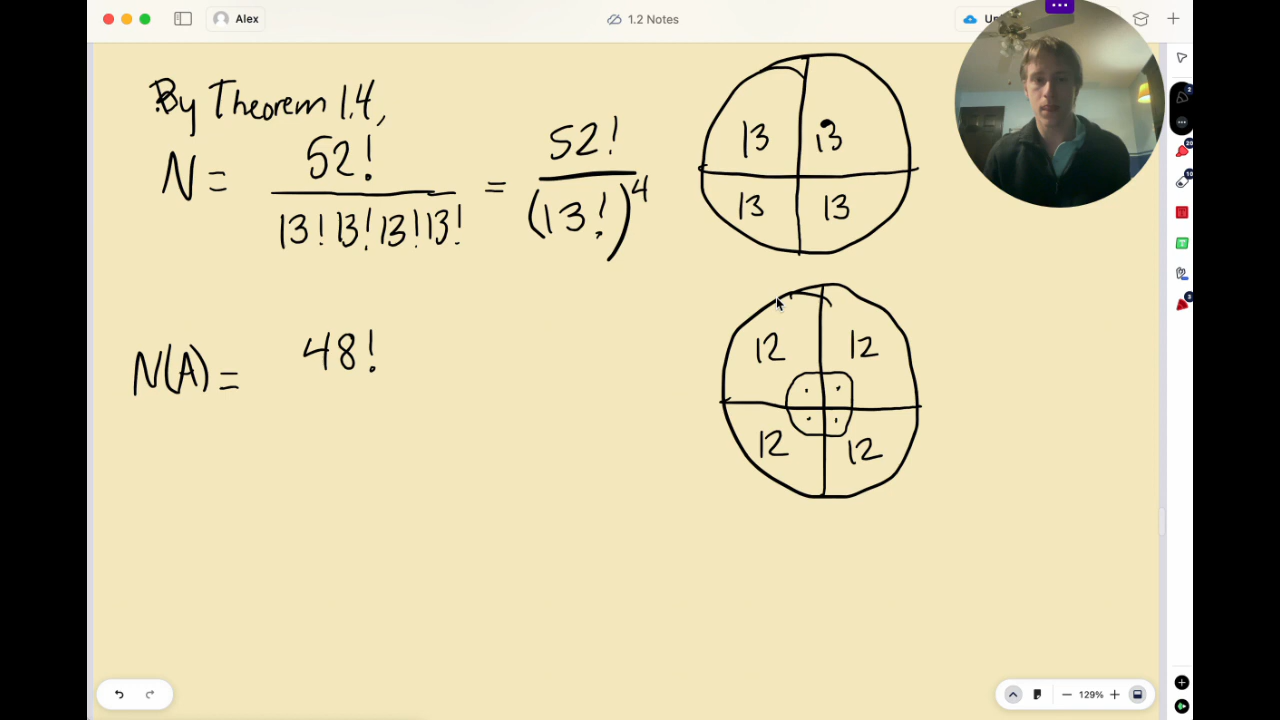 Alex
1.2 Notes
By Theorem 1.4,
N = 52! / 13! 13! 13! 13! = 52! / (13!)^4
13 13
13 13
N(A) = 48!
12 12
12 12
129%